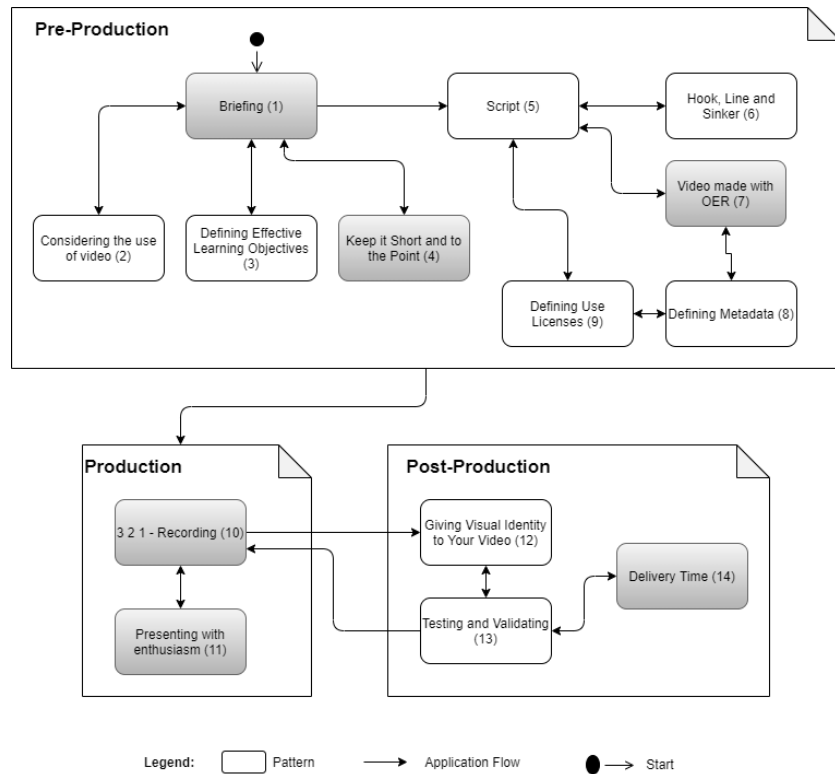 Pre-Production
Briefing (1)
Script (5)
Hook, Line and
Sinker (6)
Video made with
OER (7)
Considering the use
of video (2)
Defining Effective
Learning Objectives
(3)
Keep it Short and to
the Point (4)
Defining Use
Licenses (9)
Defining Metadata (8)
Production
3 2 1 - Recording (10)
Presenting with
enthusiasm (11)
Post-Production
Giving Visual Identity
to Your Video (12)
Testing and Validating
(13)
Delivery Time (14)
Legend:
Pattern
Application Flow
Start